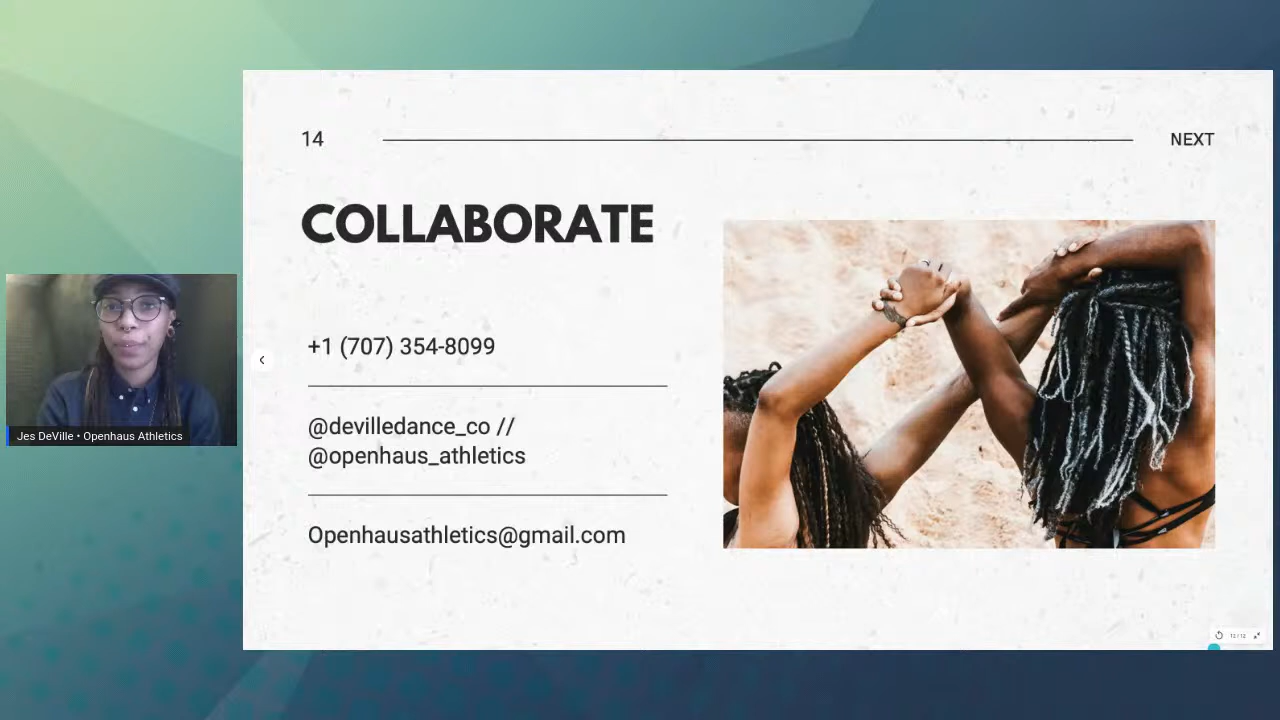 14
NEXT
COLLABORATE
+1 (707) 354-8099
@devilledance_co //
@openhaus_athletics
Openhausathletics@gmail.com
Jes DeVille • Openhaus Athletics